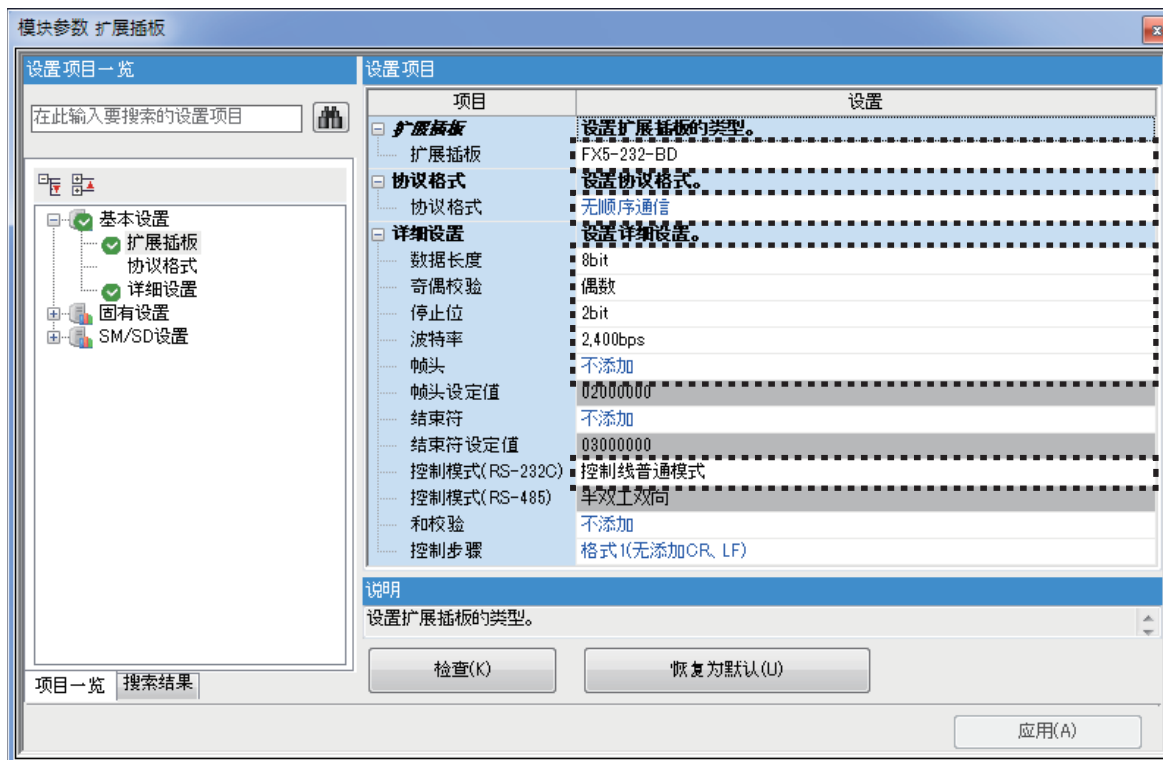 模块参数 扩展插板
设置项目一览
在此输入要搜索的设置项目
基本设置
扩展插板
协议格式
详细设置
固有设置
SM/SD设置
项目一览 搜索结果
设置项目
项目 设置
扩展插板 设置扩展插板的类型。
扩展插板 FX5-232-BD
协议格式 设置协议格式。
协议格式 无顺序通信
详细设置 设置详细设置。
数据长度 8bit
奇偶校验 偶数
停止位 2bit
波特率 2,400bps
帧头 不添加
帧头设定值 02000000
结束符 不添加
结束符设定值 03000000
控制模式(RS-232C) 控制线普通模式
控制模式(RS-485) 半双工双向
和校验 不添加
控制步骤 格式1(无添加CR、LF)
说明
设置扩展插板的类型。
检查(K) 恢复为默认(U)
应用(A)